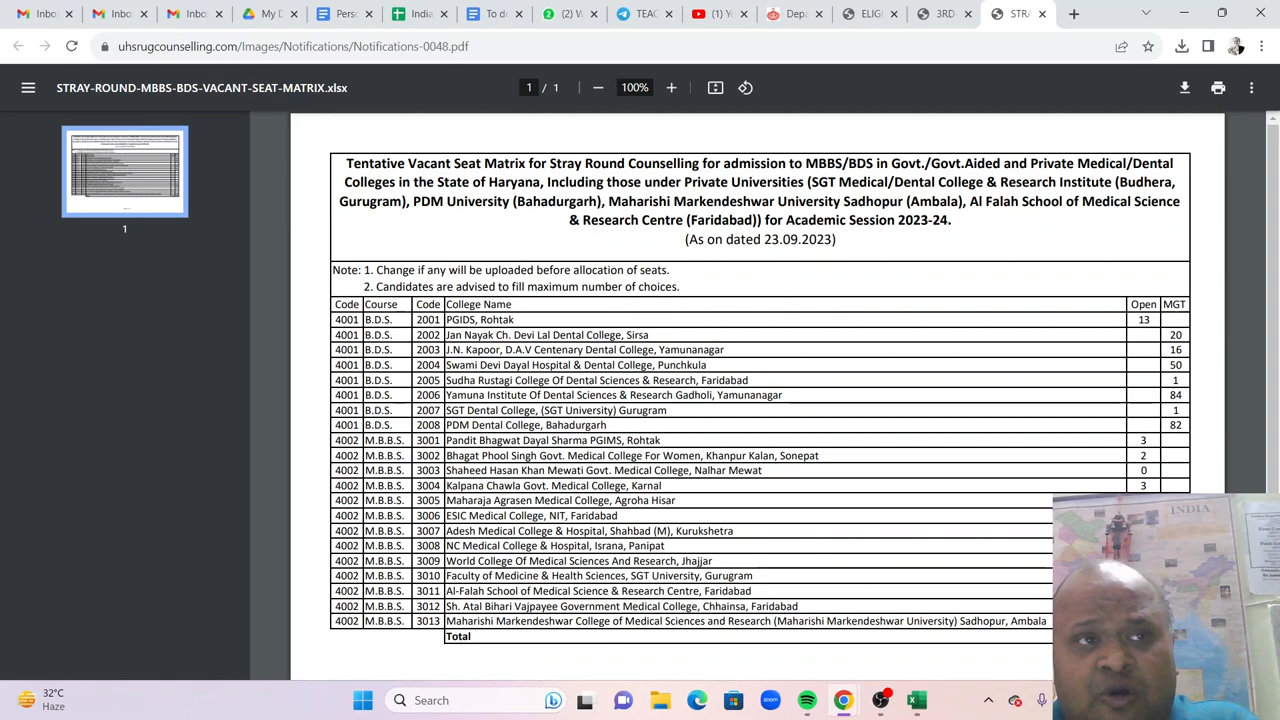 Inbo
Inbo
Inbo
My D
Perso
India
To do
(2) W
TEAC
(1) Yo
Depa
ELIGI
3RD
STRA
uhsrugcounselling.com/Images/Notifications/Notifications-0048.pdf
STRAY-ROUND-MBBS-BDS-VACANT-SEAT-MATRIX.xlsx
1 / 1
100%
1
Tentative Vacant Seat Matrix for Stray Round Counselling for admission to MBBS/BDS in Govt./Govt.Aided and Private Medical/Dental
Colleges in the State of Haryana, Including those under Private Universities (SGT Medical/Dental College & Research Institute (Budhera,
Gurugram), PDM University (Bahadurgarh), Maharishi Markendeshwar University Sadhopur (Ambala), Al Falah School of Medical Science
& Research Centre (Faridabad)) for Academic Session 2023-24.
(As on dated 23.09.2023)
Note: 1. Change if any will be uploaded before allocation of seats.
2. Candidates are advised to fill maximum number of choices.
Code Course Code College Name Open MGT
4001 B.D.S. 2001 PGIDS, Rohtak 13
4001 B.D.S. 2002 Jan Nayak Ch. Devi Lal Dental College, Sirsa 20
4001 B.D.S. 2003 J.N. Kapoor, D.A.V Centenary Dental College, Yamunanagar 16
4001 B.D.S. 2004 Swami Devi Dayal Hospital & Dental College, Punchkula 50
4001 B.D.S. 2005 Sudha Rustagi College Of Dental Sciences & Research, Faridabad 1
4001 B.D.S. 2006 Yamuna Institute Of Dental Sciences & Research Gadholi, Yamunanagar 84
4001 B.D.S. 2007 SGT Dental College, (SGT University) Gurugram 1
4001 B.D.S. 2008 PDM Dental College, Bahadurgarh 82
4002 M.B.B.S. 3001 Pandit Bhagwat Dayal Sharma PGIMS, Rohtak 3
4002 M.B.B.S. 3002 Bhagat Phool Singh Govt. Medical College For Women, Khanpur Kalan, Sonepat 2
4002 M.B.B.S. 3003 Shaheed Hasan Khan Mewati Govt. Medical College, Nalhar Mewat 0
4002 M.B.B.S. 3004 Kalpana Chawla Govt. Medical College, Karnal 3
4002 M.B.B.S. 3005 Maharaja Agrasen Medical College, Agroha Hisar
4002 M.B.B.S. 3006 ESIC Medical College, NIT, Faridabad
4002 M.B.B.S. 3007 Adesh Medical College & Hospital, Shahbad (M), Kurukshetra
4002 M.B.B.S. 3008 NC Medical College & Hospital, Israna, Panipat
4002 M.B.B.S. 3009 World College Of Medical Sciences And Research, Jhajjar
4002 M.B.B.S. 3010 Faculty of Medicine & Health Sciences, SGT University, Gurugram
4002 M.B.B.S. 3011 Al-Falah School of Medical Science & Research Centre, Faridabad
4002 M.B.B.S. 3012 Sh. Atal Bihari Vajpayee Government Medical College, Chhainsa, Faridabad
4002 M.B.B.S. 3013 Maharishi Markendeshwar College of Medical Sciences and Research (Maharishi Markendeshwar University) Sadhopur, Ambala
Total
INDIA
32°C
Haze
Search
zoom